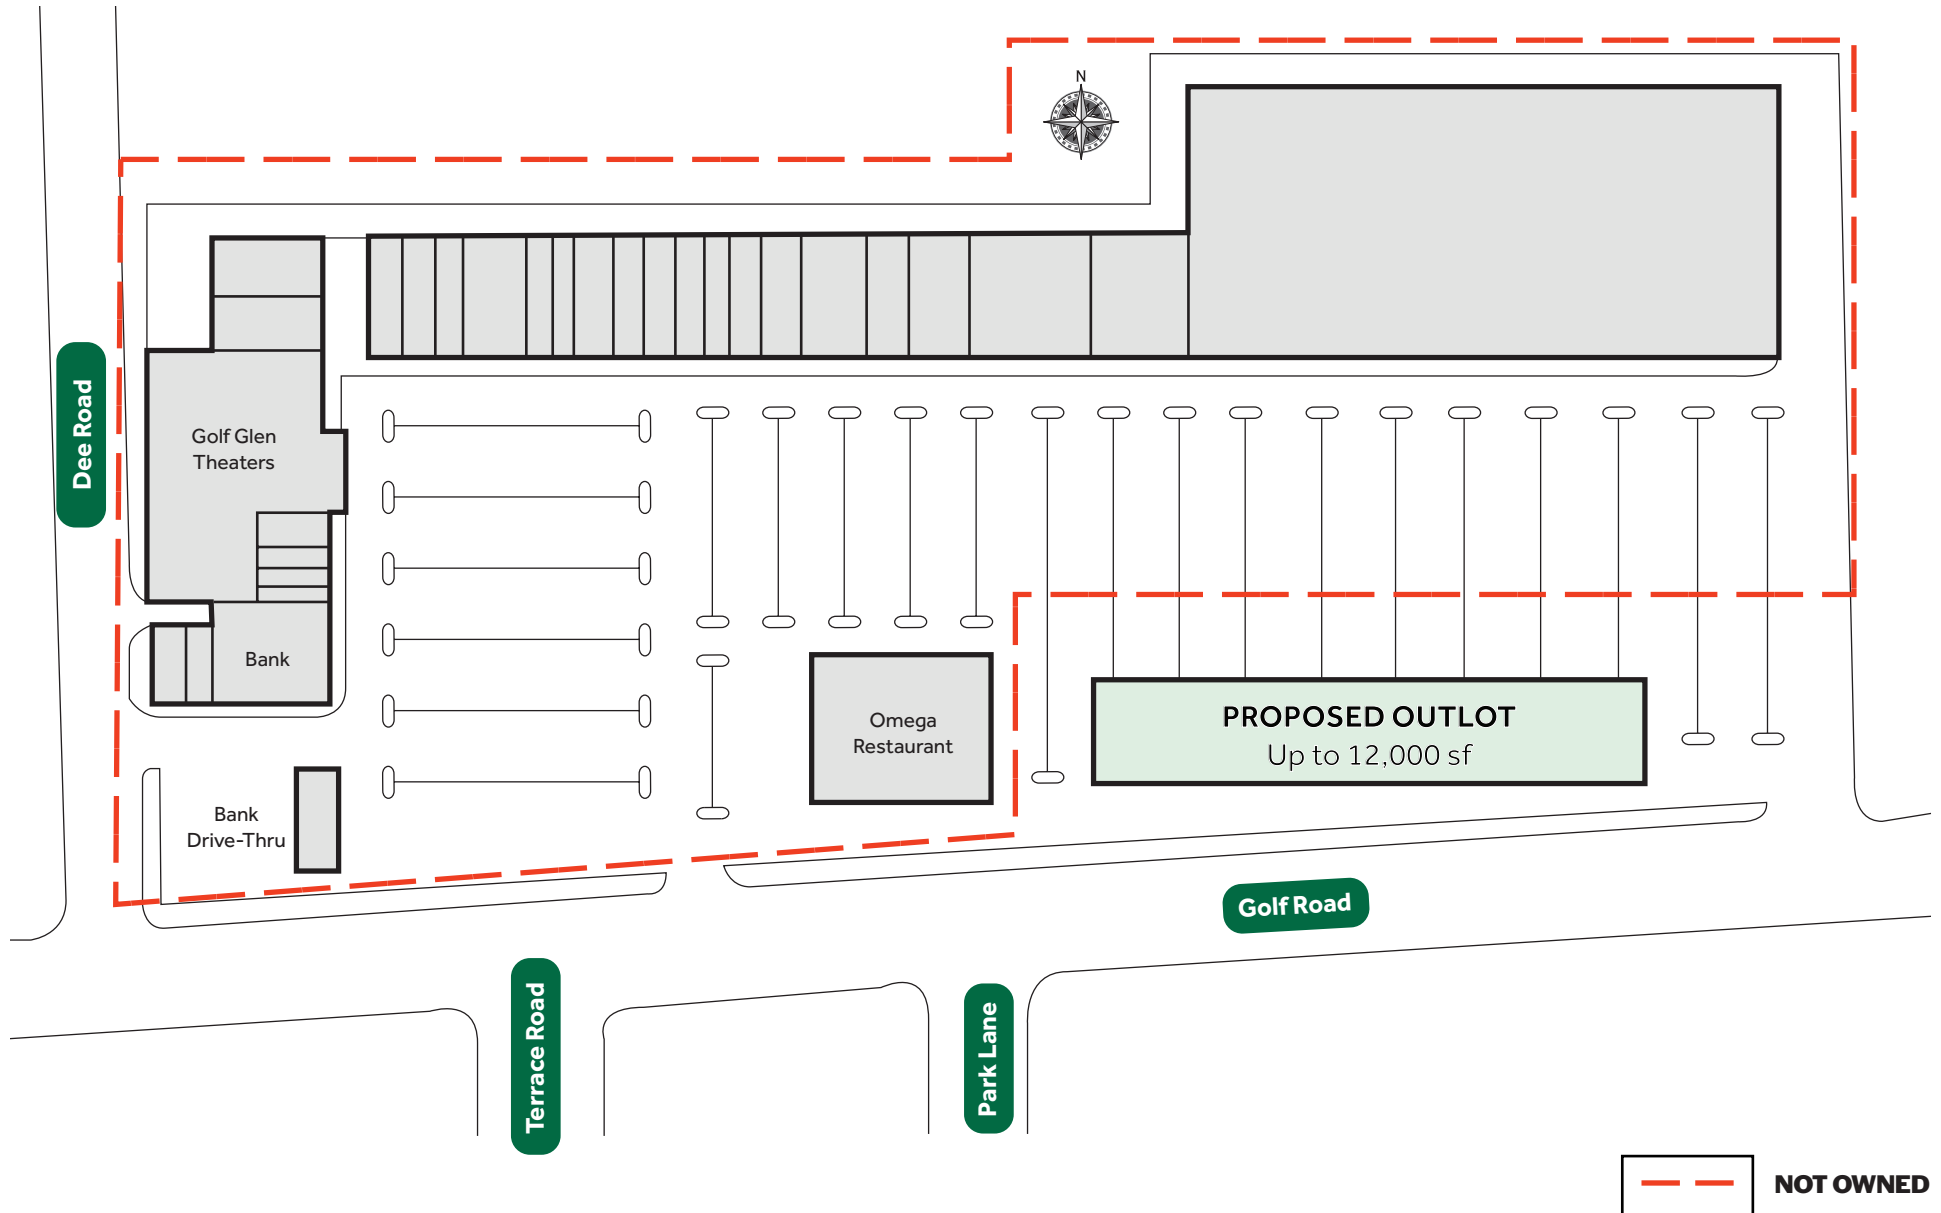 N
Dee Road
Golf Glen
Theaters
Bank
Omega
Restaurant
PROPOSED OUTLOT
Up to 12,000 sf
Bank
Drive-Thru
Golf Road
Terrace Road
Park Lane
NOT OWNED